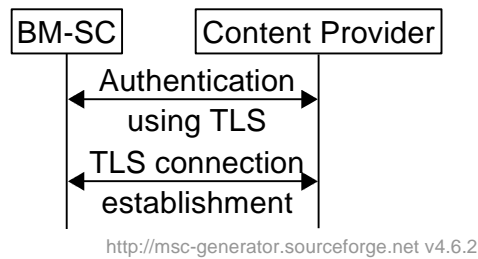 BM-SC
Content Provider
Authentication
using TLS
TLS connection
establishment
http://msc-generator.sourceforge.net v4.6.2